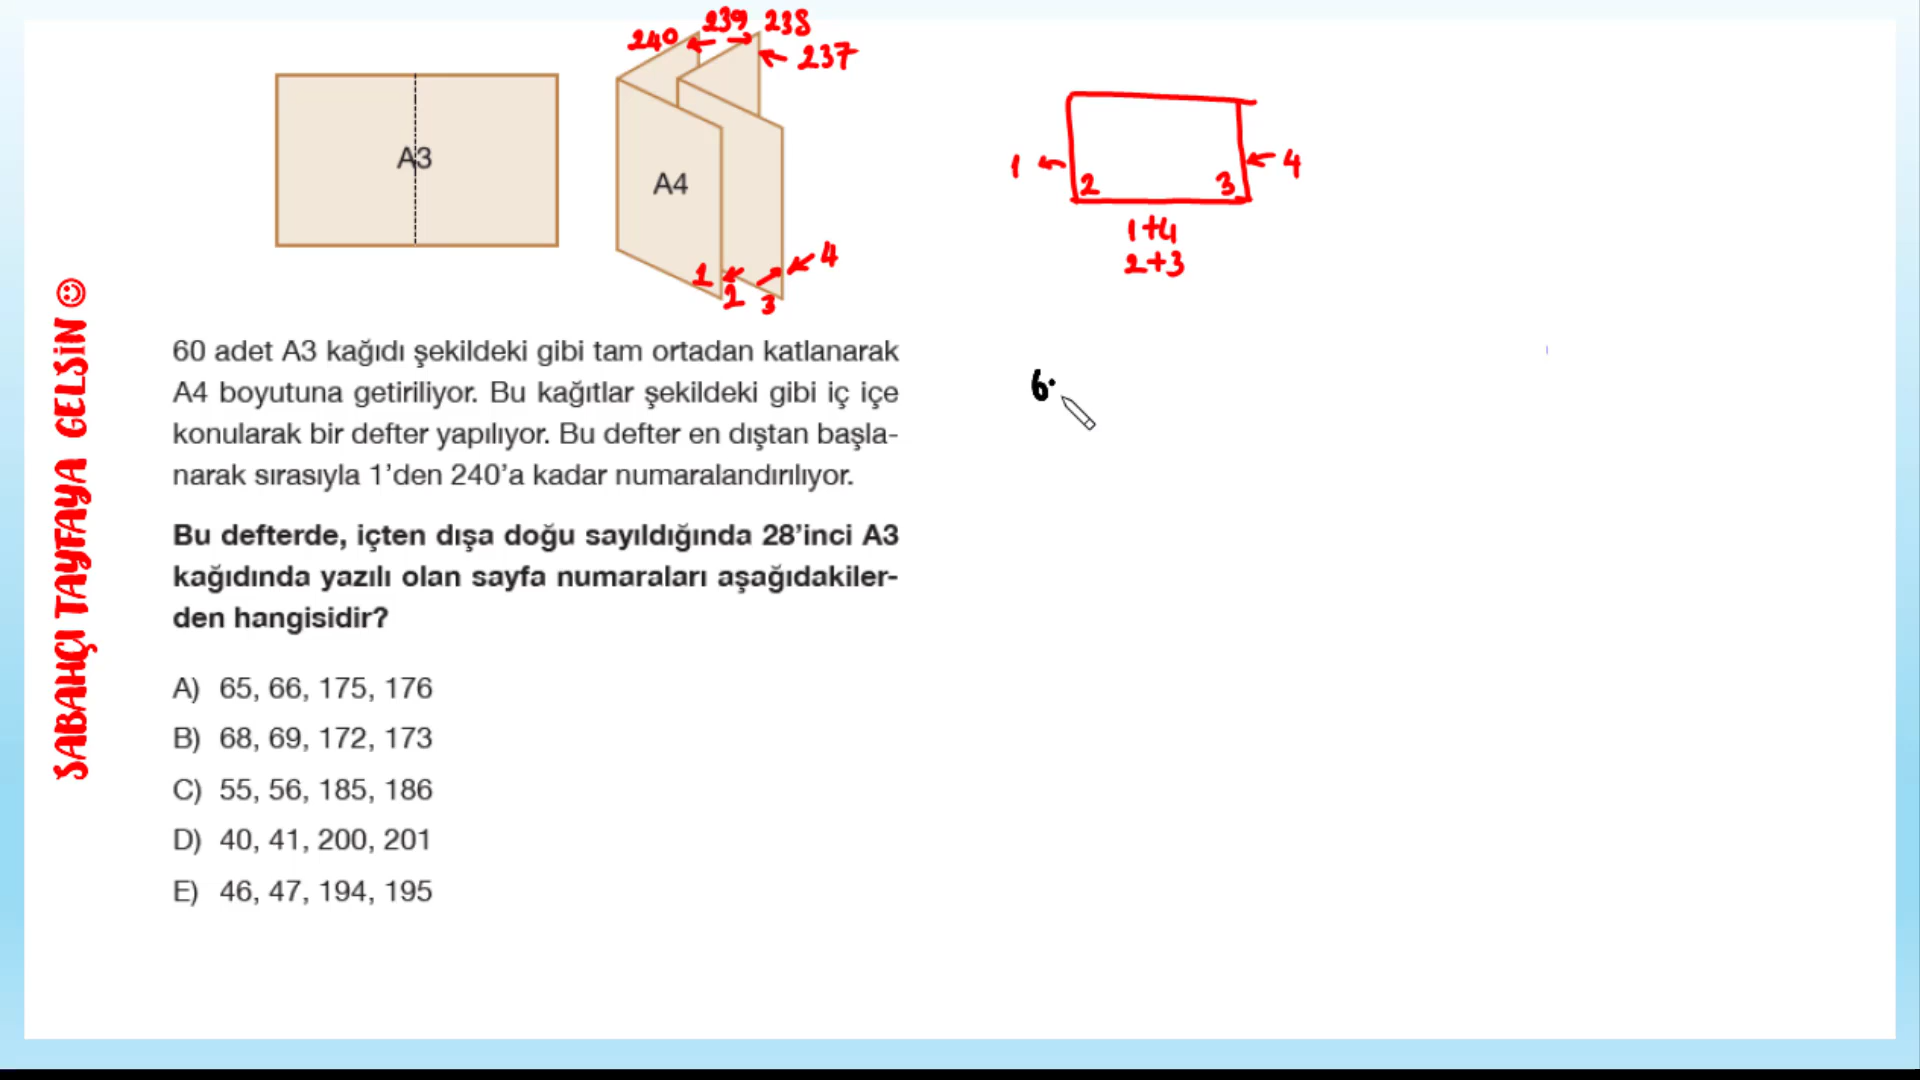 240 239 238
237
A3
A4
1 2 3 4
1 2 3 4
1+4
2+3
SABAHÇI TAYFAYA GELSİN ☺
60 adet A3 kağıdı şekildeki gibi tam ortadan katlanarak
A4 boyutuna getiriliyor. Bu kağıtlar şekildeki gibi iç içe
konularak bir defter yapılıyor. Bu defter en dıştan başla-
narak sırasıyla 1’den 240’a kadar numaralandırılıyor.
6
Bu defterde, içten dışa doğu sayıldığında 28’inci A3
kağıdında yazılı olan sayfa numaraları aşağıdakiler-
den hangisidir?
A) 65, 66, 175, 176
B) 68, 69, 172, 173
C) 55, 56, 185, 186
D) 40, 41, 200, 201
E) 46, 47, 194, 195